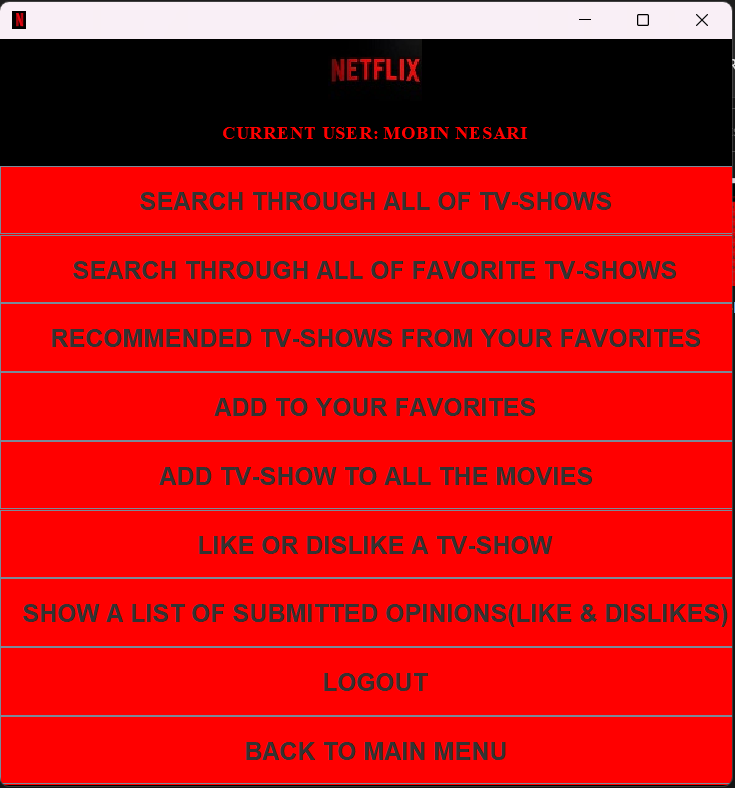 N
NETFLIX
CURRENT USER: MOBIN NESARI
SEARCH THROUGH ALL OF TV-SHOWS
SEARCH THROUGH ALL OF FAVORITE TV-SHOWS
RECOMMENDED TV-SHOWS FROM YOUR FAVORITES
ADD TO YOUR FAVORITES
ADD TV-SHOW TO ALL THE MOVIES
LIKE OR DISLIKE A TV-SHOW
SHOW A LIST OF SUBMITTED OPINIONS(LIKE & DISLIKES)
LOGOUT
BACK TO MAIN MENU